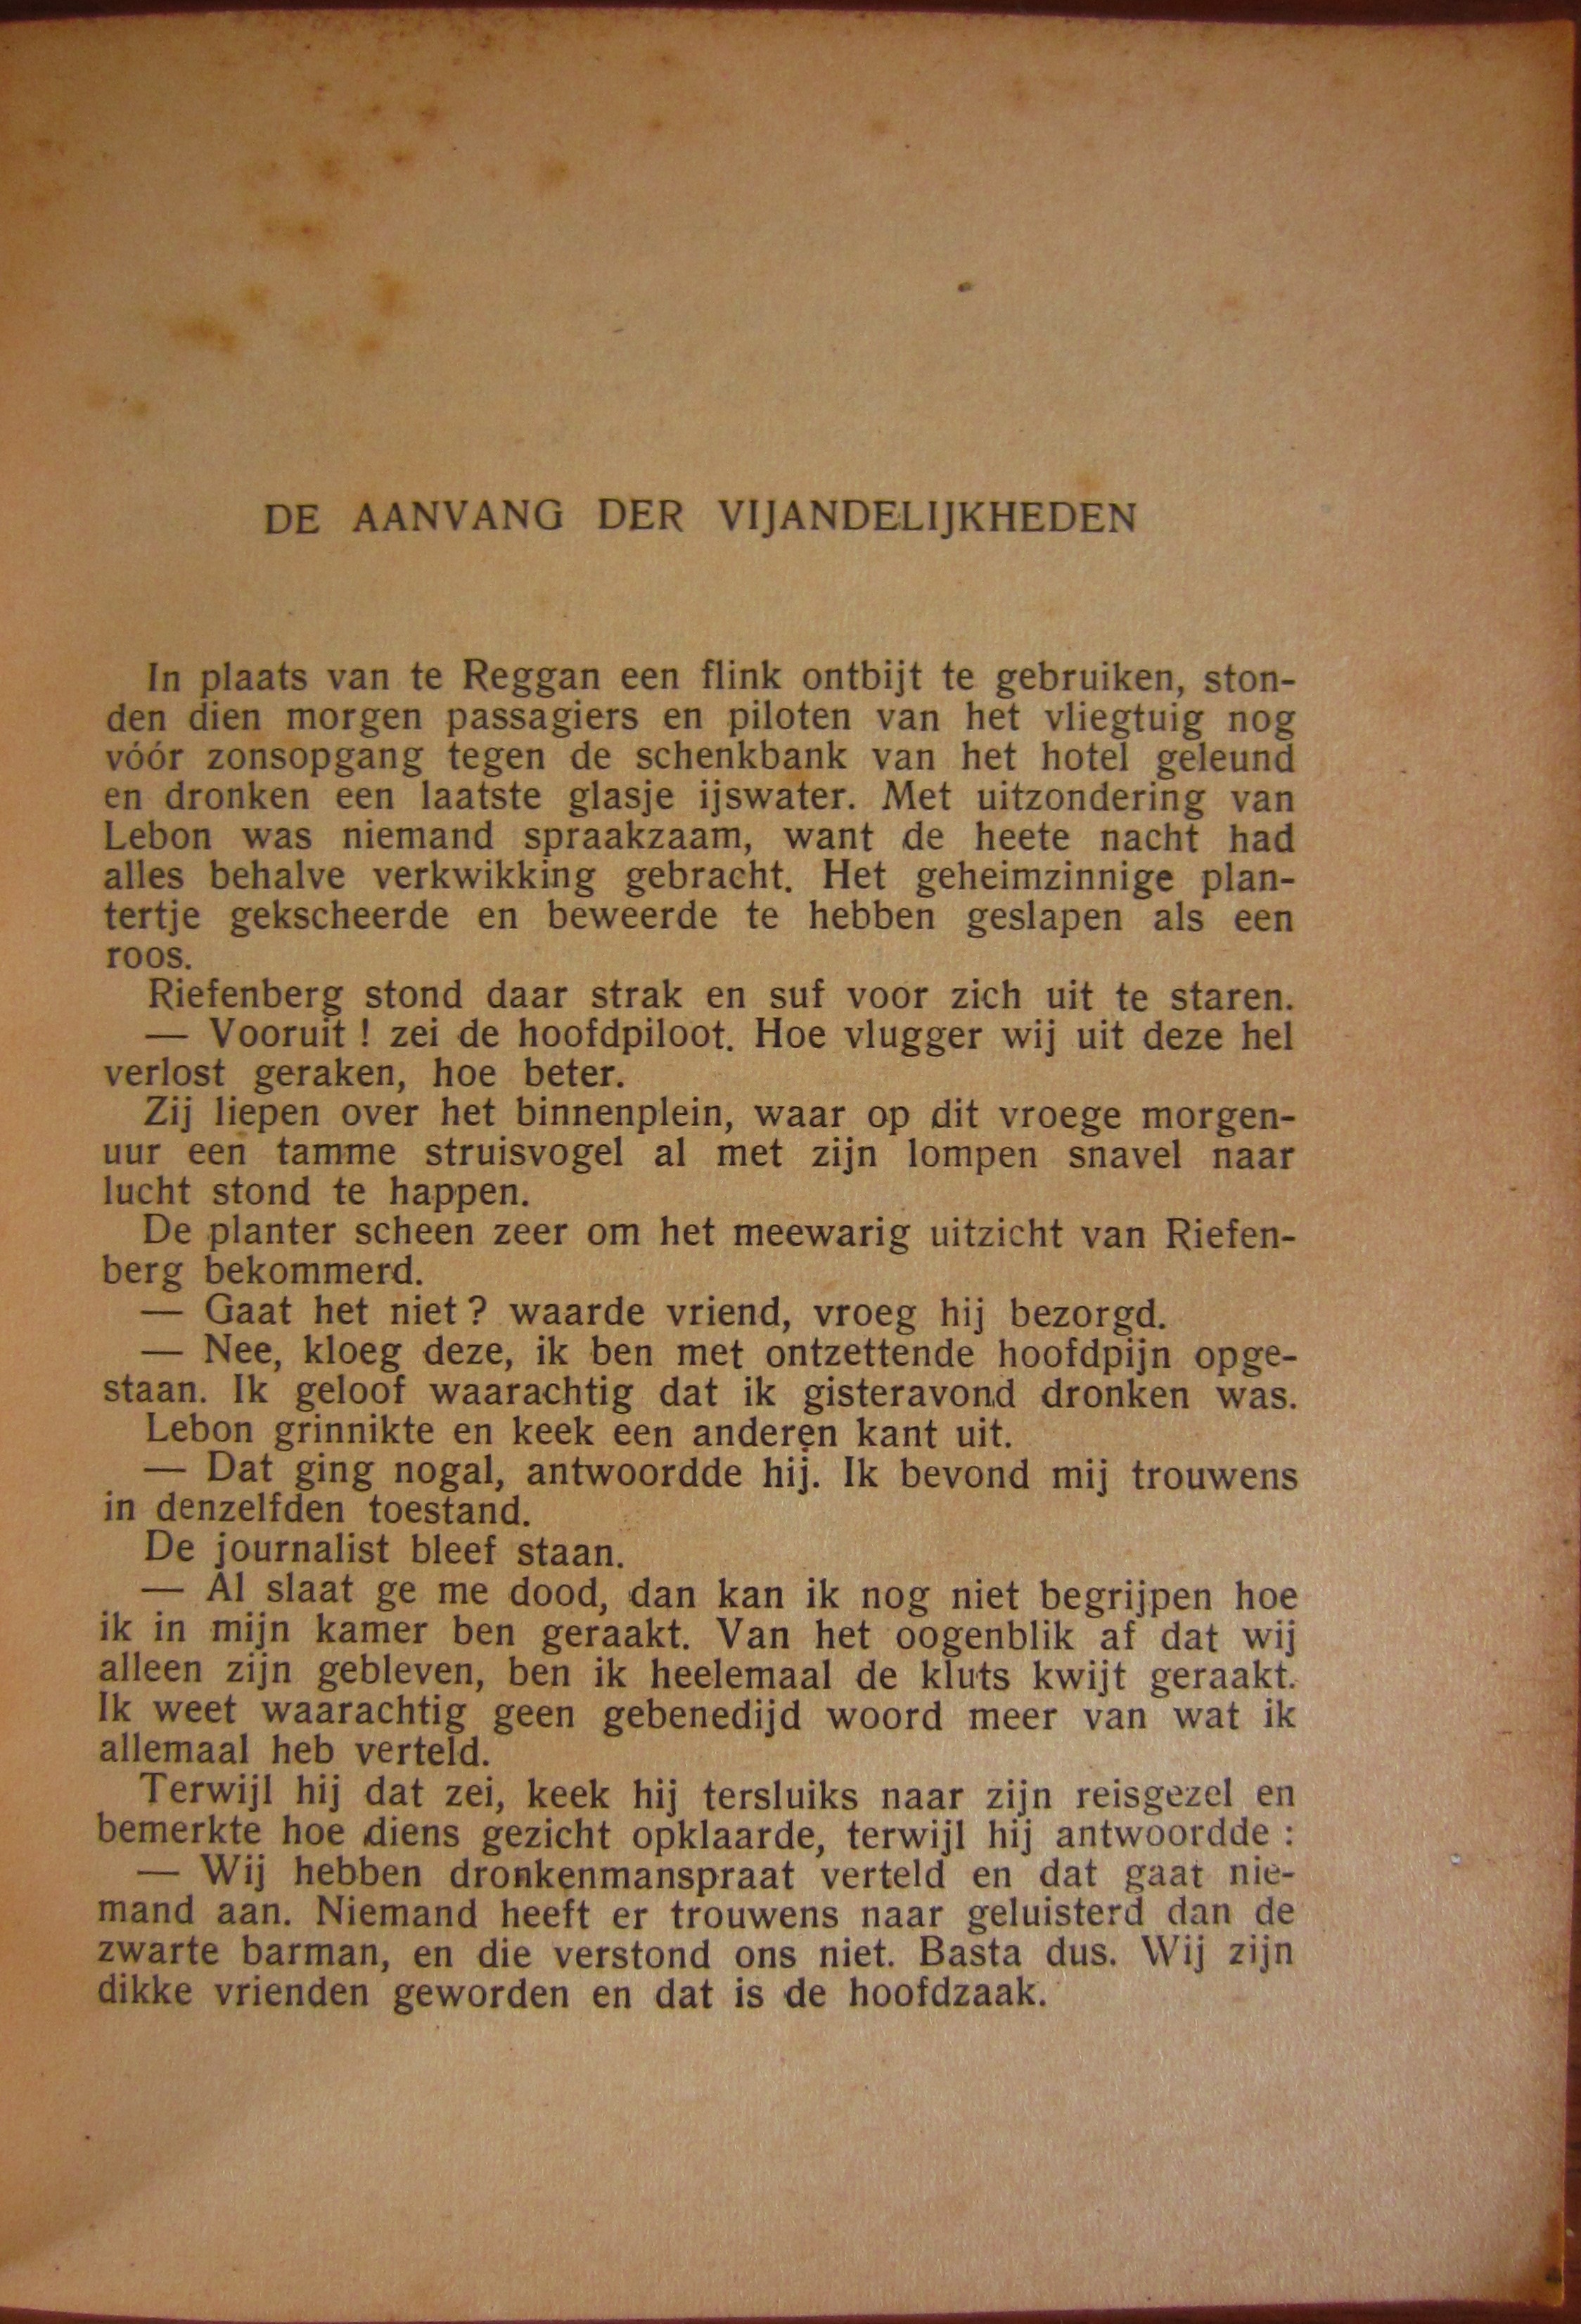 DE AANVANG DER VIJANDELIJKHEDEN
In plaats van te Reggan een flink ontbijt te gebruiken, ston-
den dien morgen passagiers en piloten van het vliegtuig nog
vóór zonsopgang tegen de schenkbank van het hotel geleund
en dronken een laatste glasje ijswater. Met uitzondering van
Lebon was niemand spraakzaam, want de heete nacht had
alles behalve verkwikking gebracht. Het geheimzinnige plan-
tertje gekscheerde en beweerde te hebben geslapen als een
roos.
Riefenberg stond daar strak en suf voor zich uit te staren.
— Vooruit ! zei de hoofdpiloot. Hoe vlugger wij uit deze hel
verlost geraken, hoe beter.
Zij liepen over het binnenplein, waar op dit vroege morgen-
uur een tamme struisvogel al met zijn lompen snavel naar
lucht stond te happen.
De planter scheen zeer om het meewarig uitzicht van Riefen-
berg bekommerd.
— Gaat het niet ? waarde vriend, vroeg hij bezorgd.
— Nee, kloeg deze, ik ben met ontzettende hoofdpijn opge-
staan. Ik geloof waarachtig dat ik gisteravond dronken was.
Lebon grinnikte en keek een anderen kant uit.
— Dat ging nogal, antwoordde hij. Ik bevond mij trouwens
in denzelfden toestand.
De journalist bleef staan.
— Al slaat ge me dood, dan kan ik nog niet begrijpen hoe
ik in mijn kamer ben geraakt. Van het oogenblik af dat wij
alleen zijn gebleven, ben ik heelemaal de kluts kwijt geraakt.
Ik weet waarachtig geen gebenedijd woord meer van wat ik
allemaal heb verteld.
Terwijl hij dat zei, keek hij tersluiks naar zijn reisgezel en
bemerkte hoe diens gezicht opklaarde, terwijl hij antwoordde :
— Wij hebben dronkenmanspraat verteld en dat gaat nie-
mand aan. Niemand heeft er trouwens naar geluisterd dan de
zwarte barman, en die verstond ons niet. Basta dus. Wij zijn
dikke vrienden geworden en dat is de hoofdzaak.